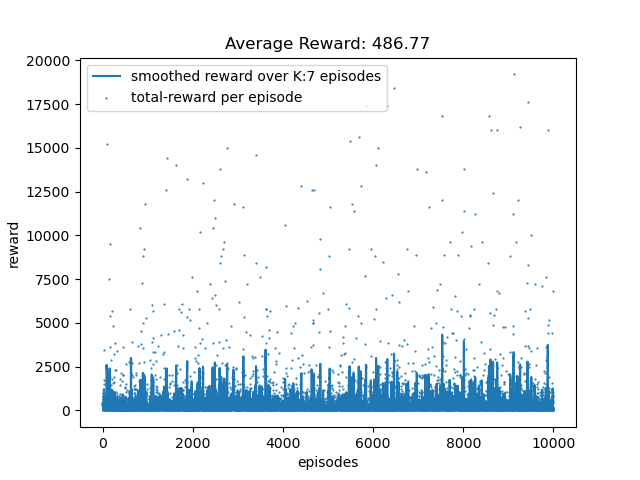 Average Reward: 486.77
smoothed reward over K:7 episodes
total-reward per episode
20000
17500
15000
12500
10000
7500
5000
2500
0
reward
0 2000 4000 6000 8000 10000
episodes